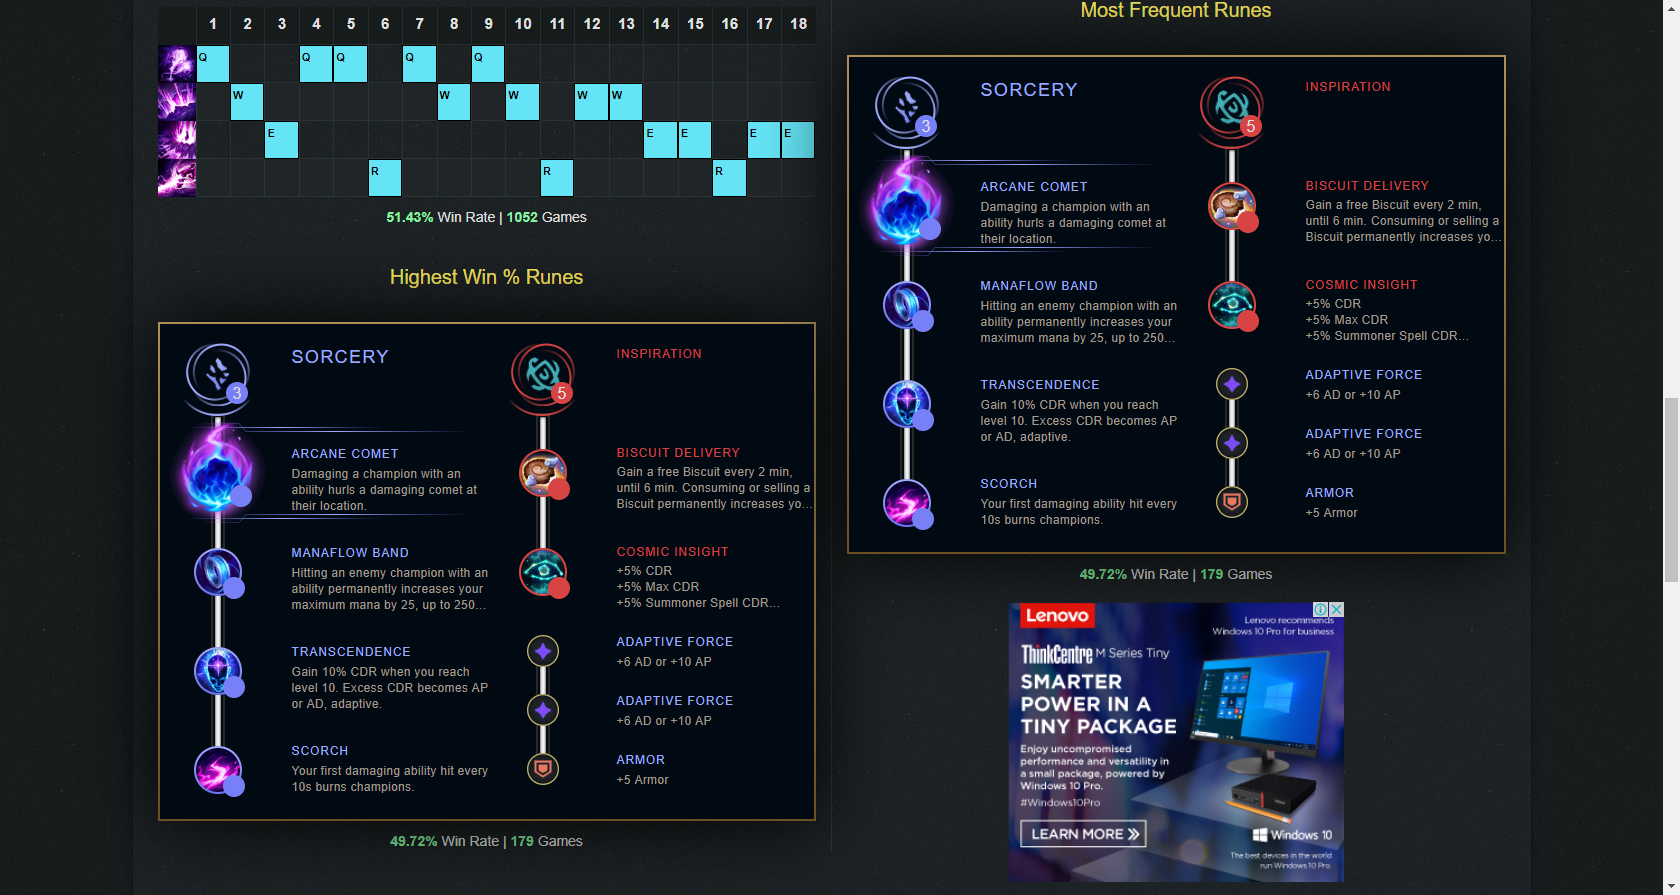 1 2 3 4 5 6 7 8 9 10 11 12 13 14 15 16 17 18
Q Q Q Q Q
W W W W W
E E E E E
R R R
51.43% Win Rate | 1052 Games
Highest Win % Runes
3
SORCERY
5
INSPIRATION
ARCANE COMET
Damaging a champion with an
ability hurls a damaging comet at
their location.
BISCUIT DELIVERY
Gain a free Biscuit every 2 min,
until 6 min. Consuming or selling a
Biscuit permanently increases yo...
MANAFLOW BAND
Hitting an enemy champion with an
ability permanently increases your
maximum mana by 25, up to 250...
COSMIC INSIGHT
+5% CDR
+5% Max CDR
+5% Summoner Spell CDR...
TRANSCENDENCE
Gain 10% CDR when you reach
level 10. Excess CDR becomes AP
or AD, adaptive.
ADAPTIVE FORCE
+6 AD or +10 AP
ADAPTIVE FORCE
+6 AD or +10 AP
SCORCH
Your first damaging ability hit every
10s burns champions.
ARMOR
+5 Armor
49.72% Win Rate | 179 Games
Most Frequent Runes
3
SORCERY
5
INSPIRATION
ARCANE COMET
Damaging a champion with an
ability hurls a damaging comet at
their location.
BISCUIT DELIVERY
Gain a free Biscuit every 2 min,
until 6 min. Consuming or selling a
Biscuit permanently increases yo...
MANAFLOW BAND
Hitting an enemy champion with an
ability permanently increases your
maximum mana by 25, up to 250...
COSMIC INSIGHT
+5% CDR
+5% Max CDR
+5% Summoner Spell CDR...
TRANSCENDENCE
Gain 10% CDR when you reach
level 10. Excess CDR becomes AP
or AD, adaptive.
ADAPTIVE FORCE
+6 AD or +10 AP
ADAPTIVE FORCE
+6 AD or +10 AP
SCORCH
Your first damaging ability hit every
10s burns champions.
ARMOR
+5 Armor
49.72% Win Rate | 179 Games
Lenovo
Lenovo recommends
Windows 10 Pro for business
ThinkCentre M Series Tiny
SMARTER
POWER IN A
TINY PACKAGE
Enjoy uncompromised
performance and versatility in
a small package, powered by
Windows 10 Pro.
#Windows10Pro
LEARN MORE
Windows 10
The best devices in the world
run Windows 10 Pro.